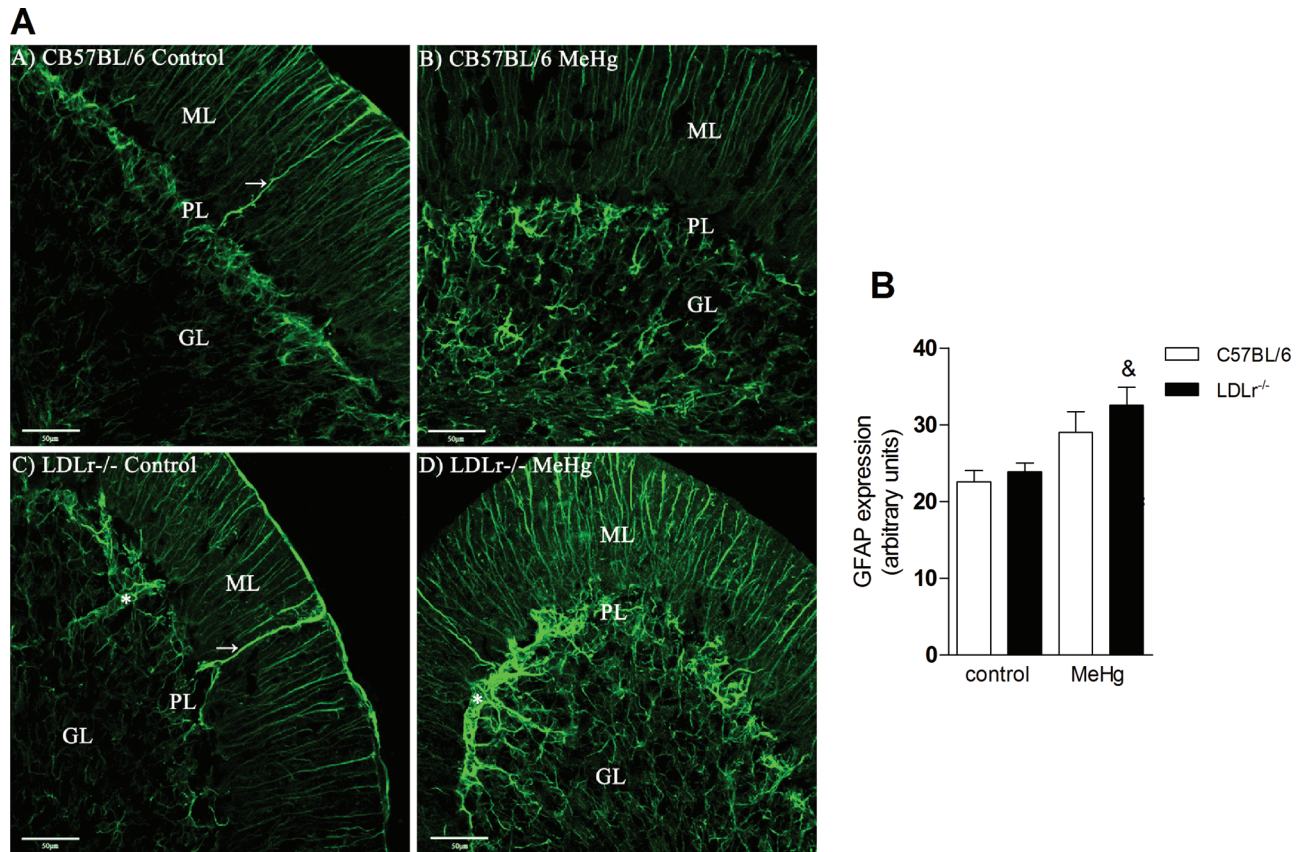 A
A) CB57BL/6 Control
ML
→
PL
GL
50μm
B) CB57BL/6 MeHg
ML
PL
GL
50μm
C) LDLr-/- Control
*
ML
→
PL
GL
50μm
D) LDLr-/- MeHg
ML
PL
*
GL
50μm
B
GFAP expression
(arbitrary units)
40
30
20
10
0
&
control
MeHg
C57BL/6
LDLr-/-